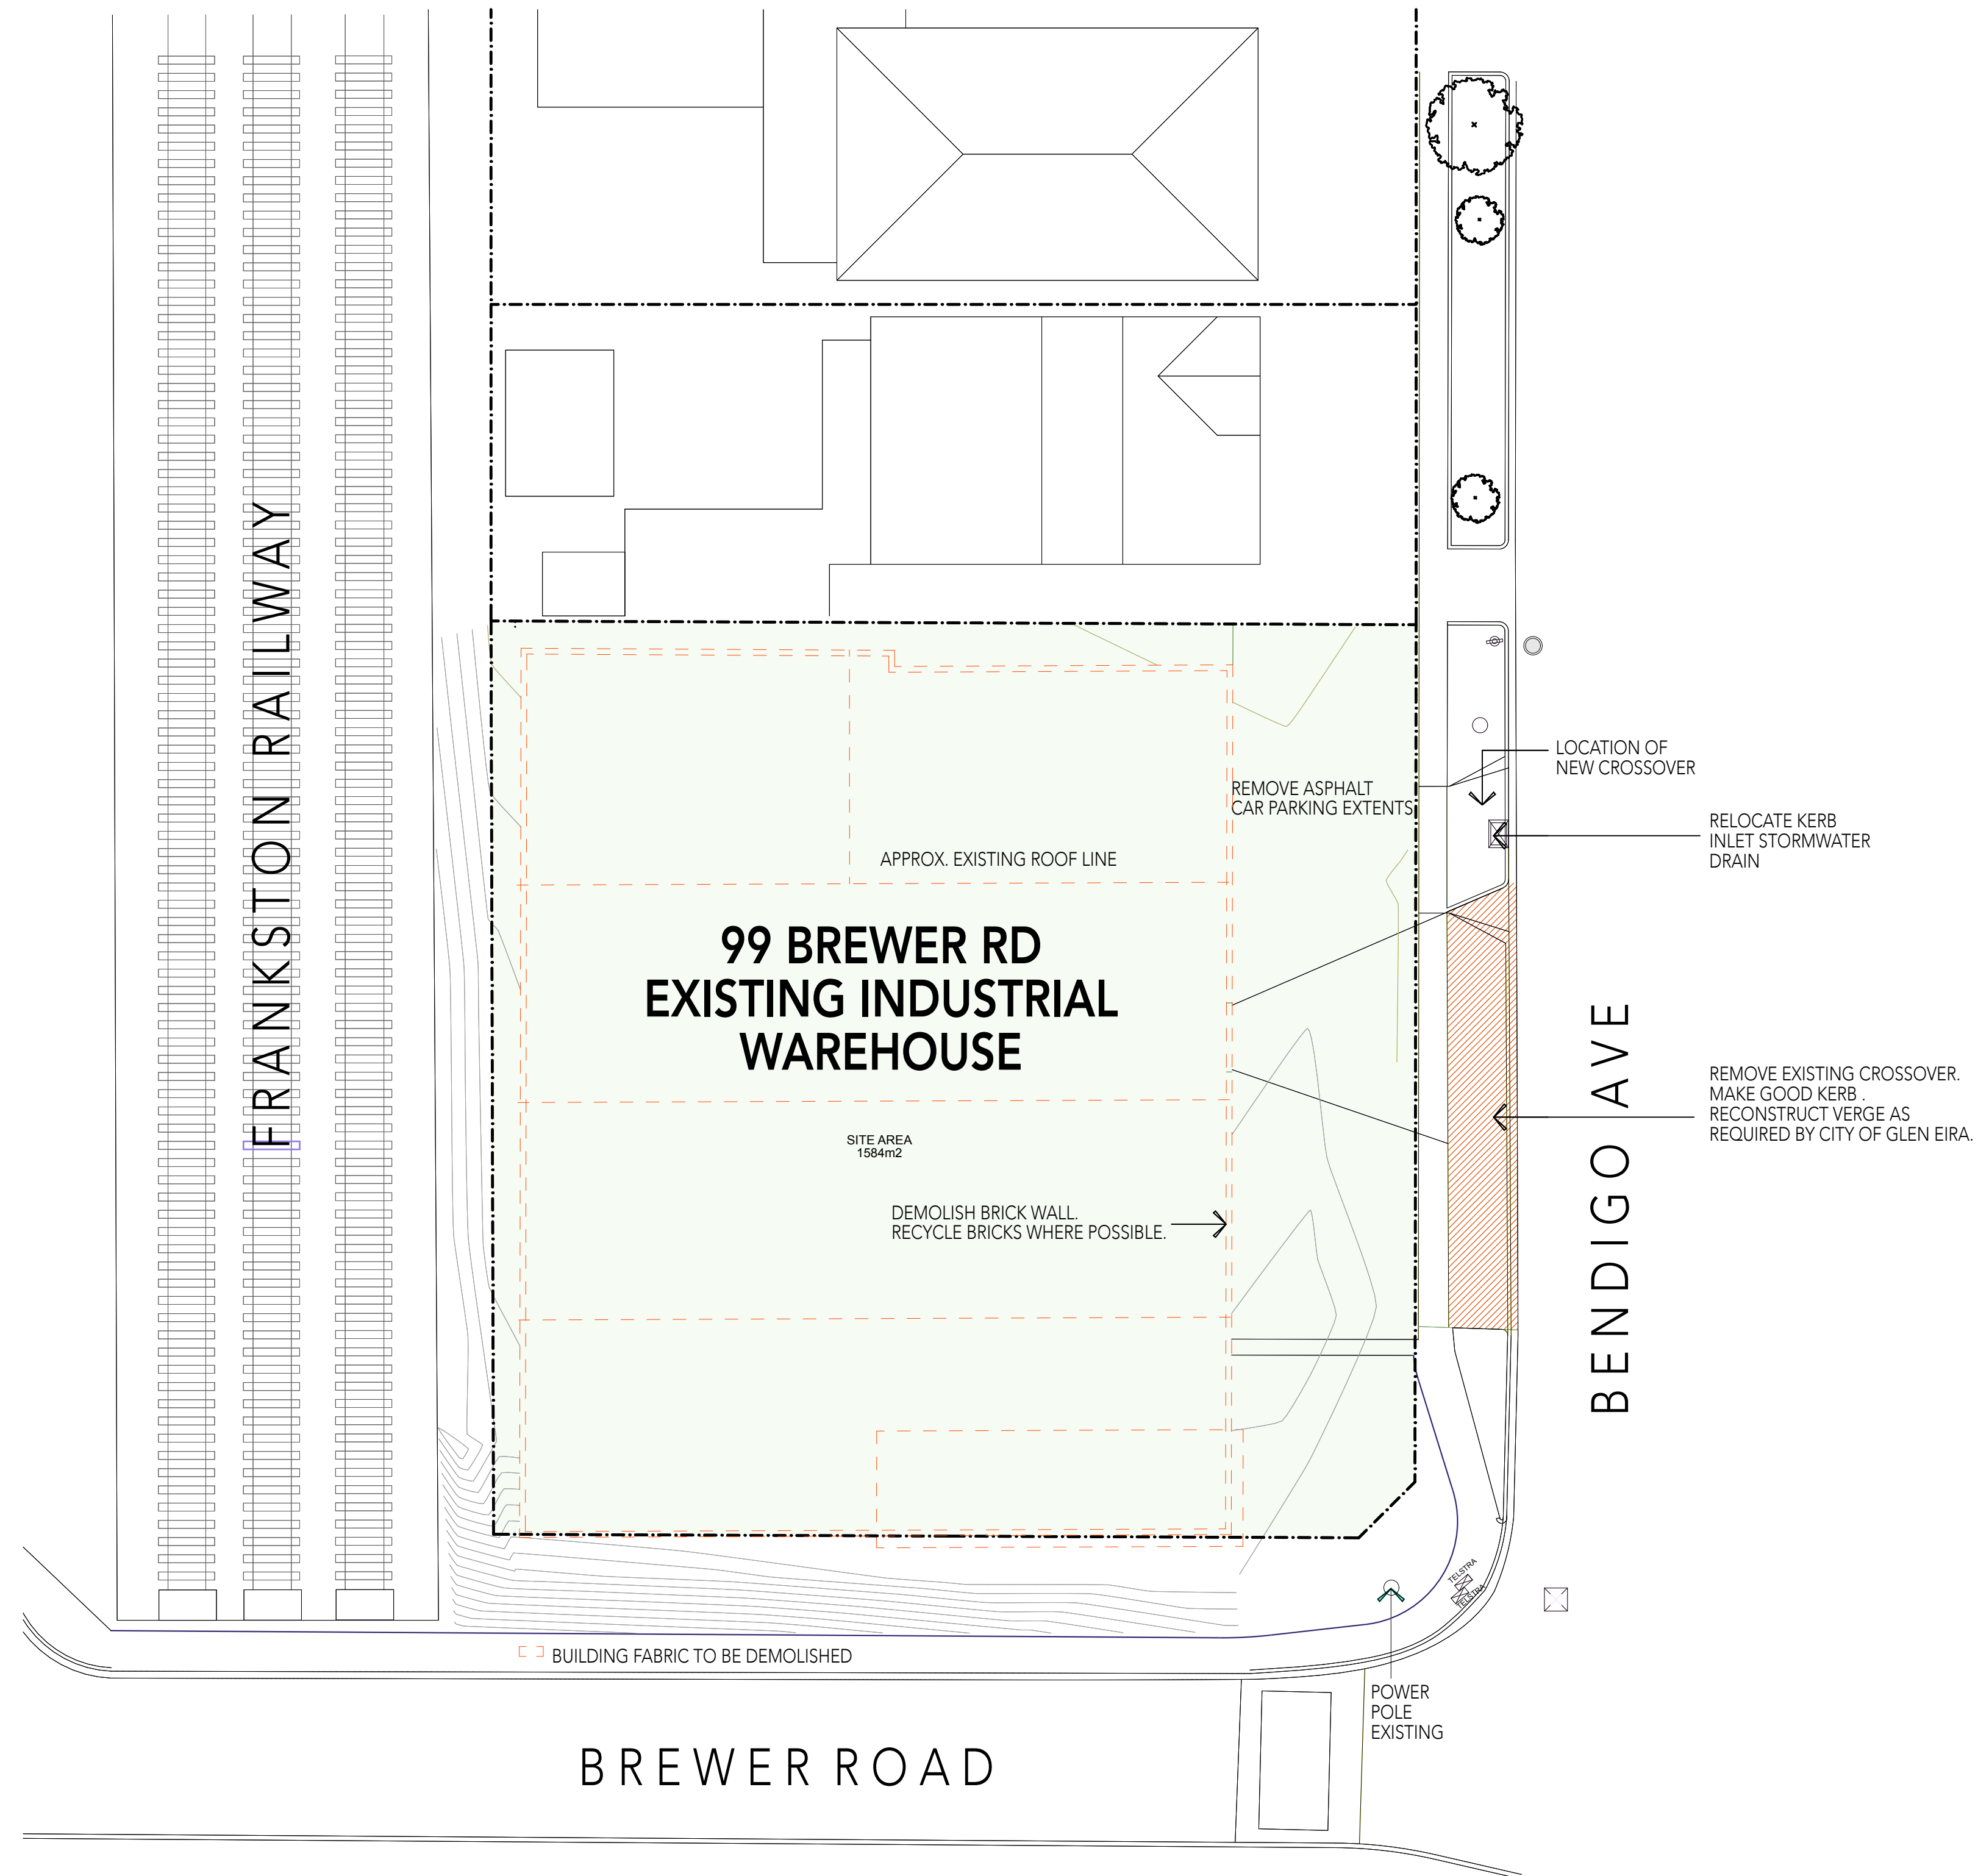 FRANKSTON RAILWAY
LOCATION OF
NEW CROSSOVER
REMOVE ASPHALT
CAR PARKING EXTENTS
RELOCATE KERB
INLET STORMWATER
DRAIN
APPROX. EXISTING ROOF LINE
99 BREWER RD
EXISTING INDUSTRIAL
WAREHOUSE
BENDIGO AVE
REMOVE EXISTING CROSSOVER.
MAKE GOOD KERB .
RECONSTRUCT VERGE AS
REQUIRED BY CITY OF GLEN EIRA.
SITE AREA
1584m2
DEMOLISH BRICK WALL.
RECYCLE BRICKS WHERE POSSIBLE.
TELSTRA
TELSTRA
BUILDING FABRIC TO BE DEMOLISHED
POWER
POLE
EXISTING
BREWER ROAD